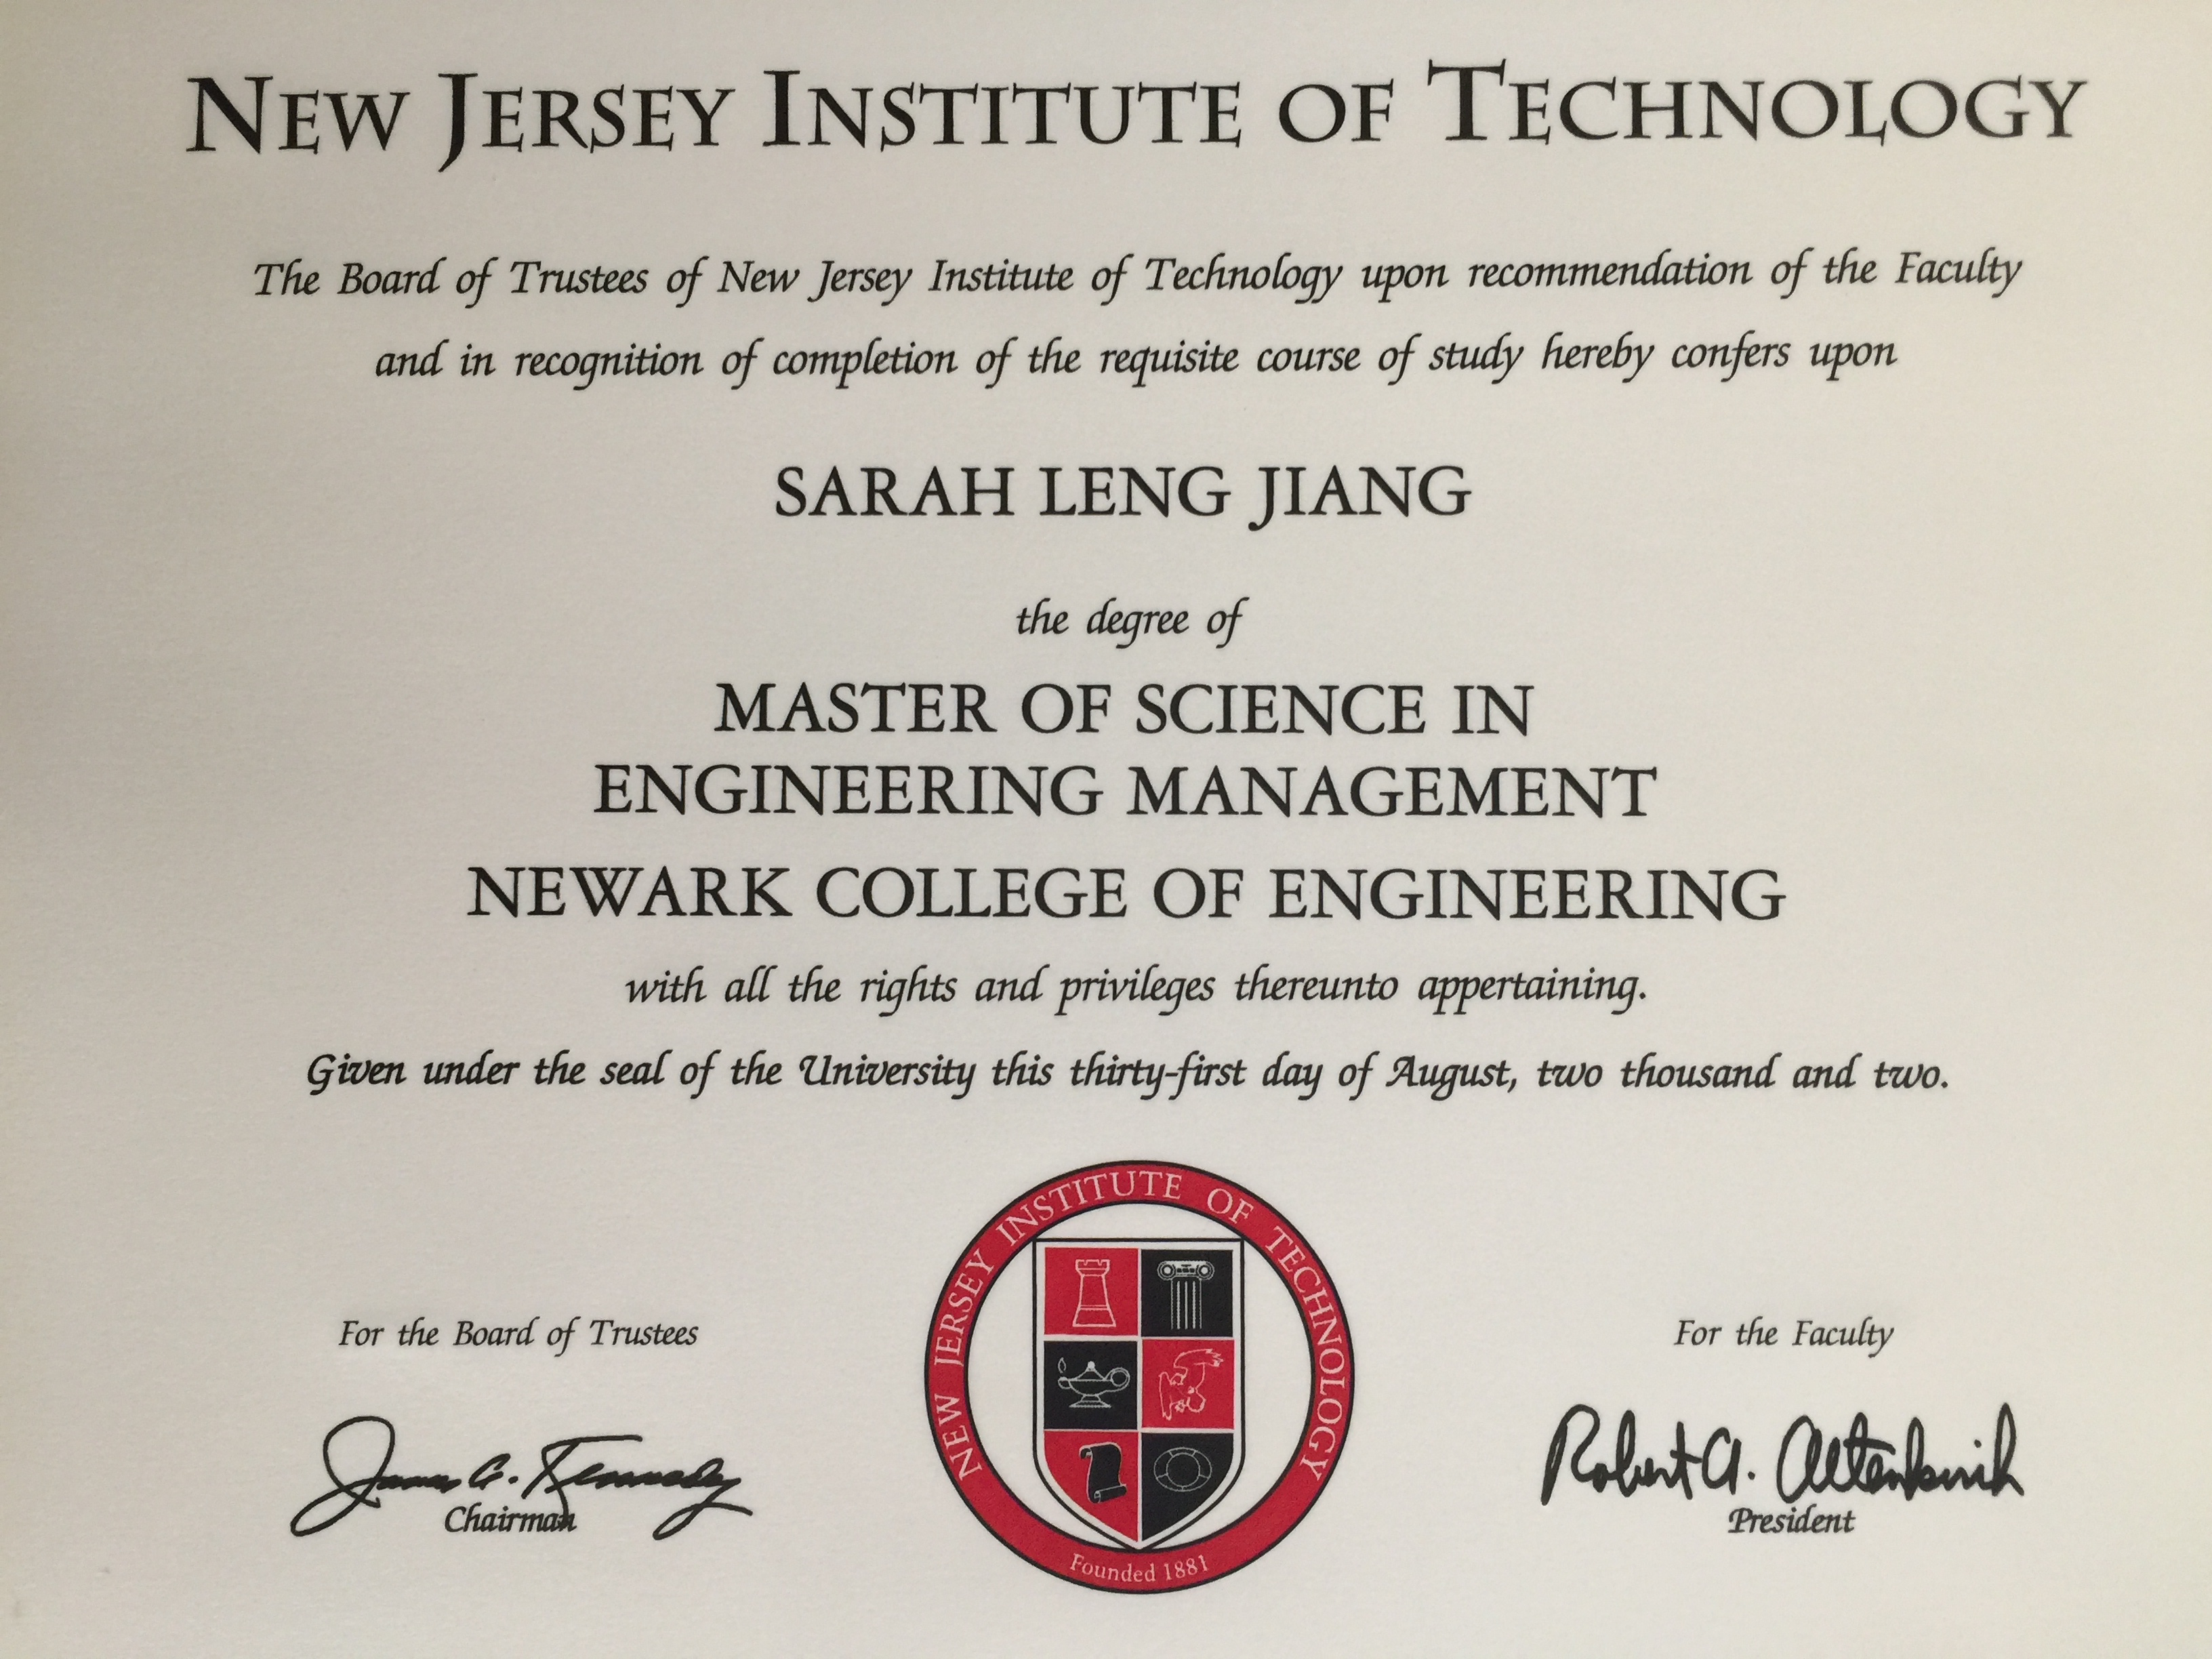 NEW JERSEY INSTITUTE OF TECHNOLOGY
The Board of Trustees of New Jersey Institute of Technology upon recommendation of the Faculty
and in recognition of completion of the requisite course of study hereby confers upon
SARAH LENG JIANG
the degree of
MASTER OF SCIENCE IN
ENGINEERING MANAGEMENT
NEWARK COLLEGE OF ENGINEERING
with all the rights and privileges thereunto appertaining.
Given under the seal of the University this thirty-first day of August, two thousand and two.
NEW JERSEY INSTITUTE OF TECHNOLOGY
Founded 1881
For the Board of Trustees
James C. Kennedy
Chairman
For the Faculty
Robert A. Altenkirch
President